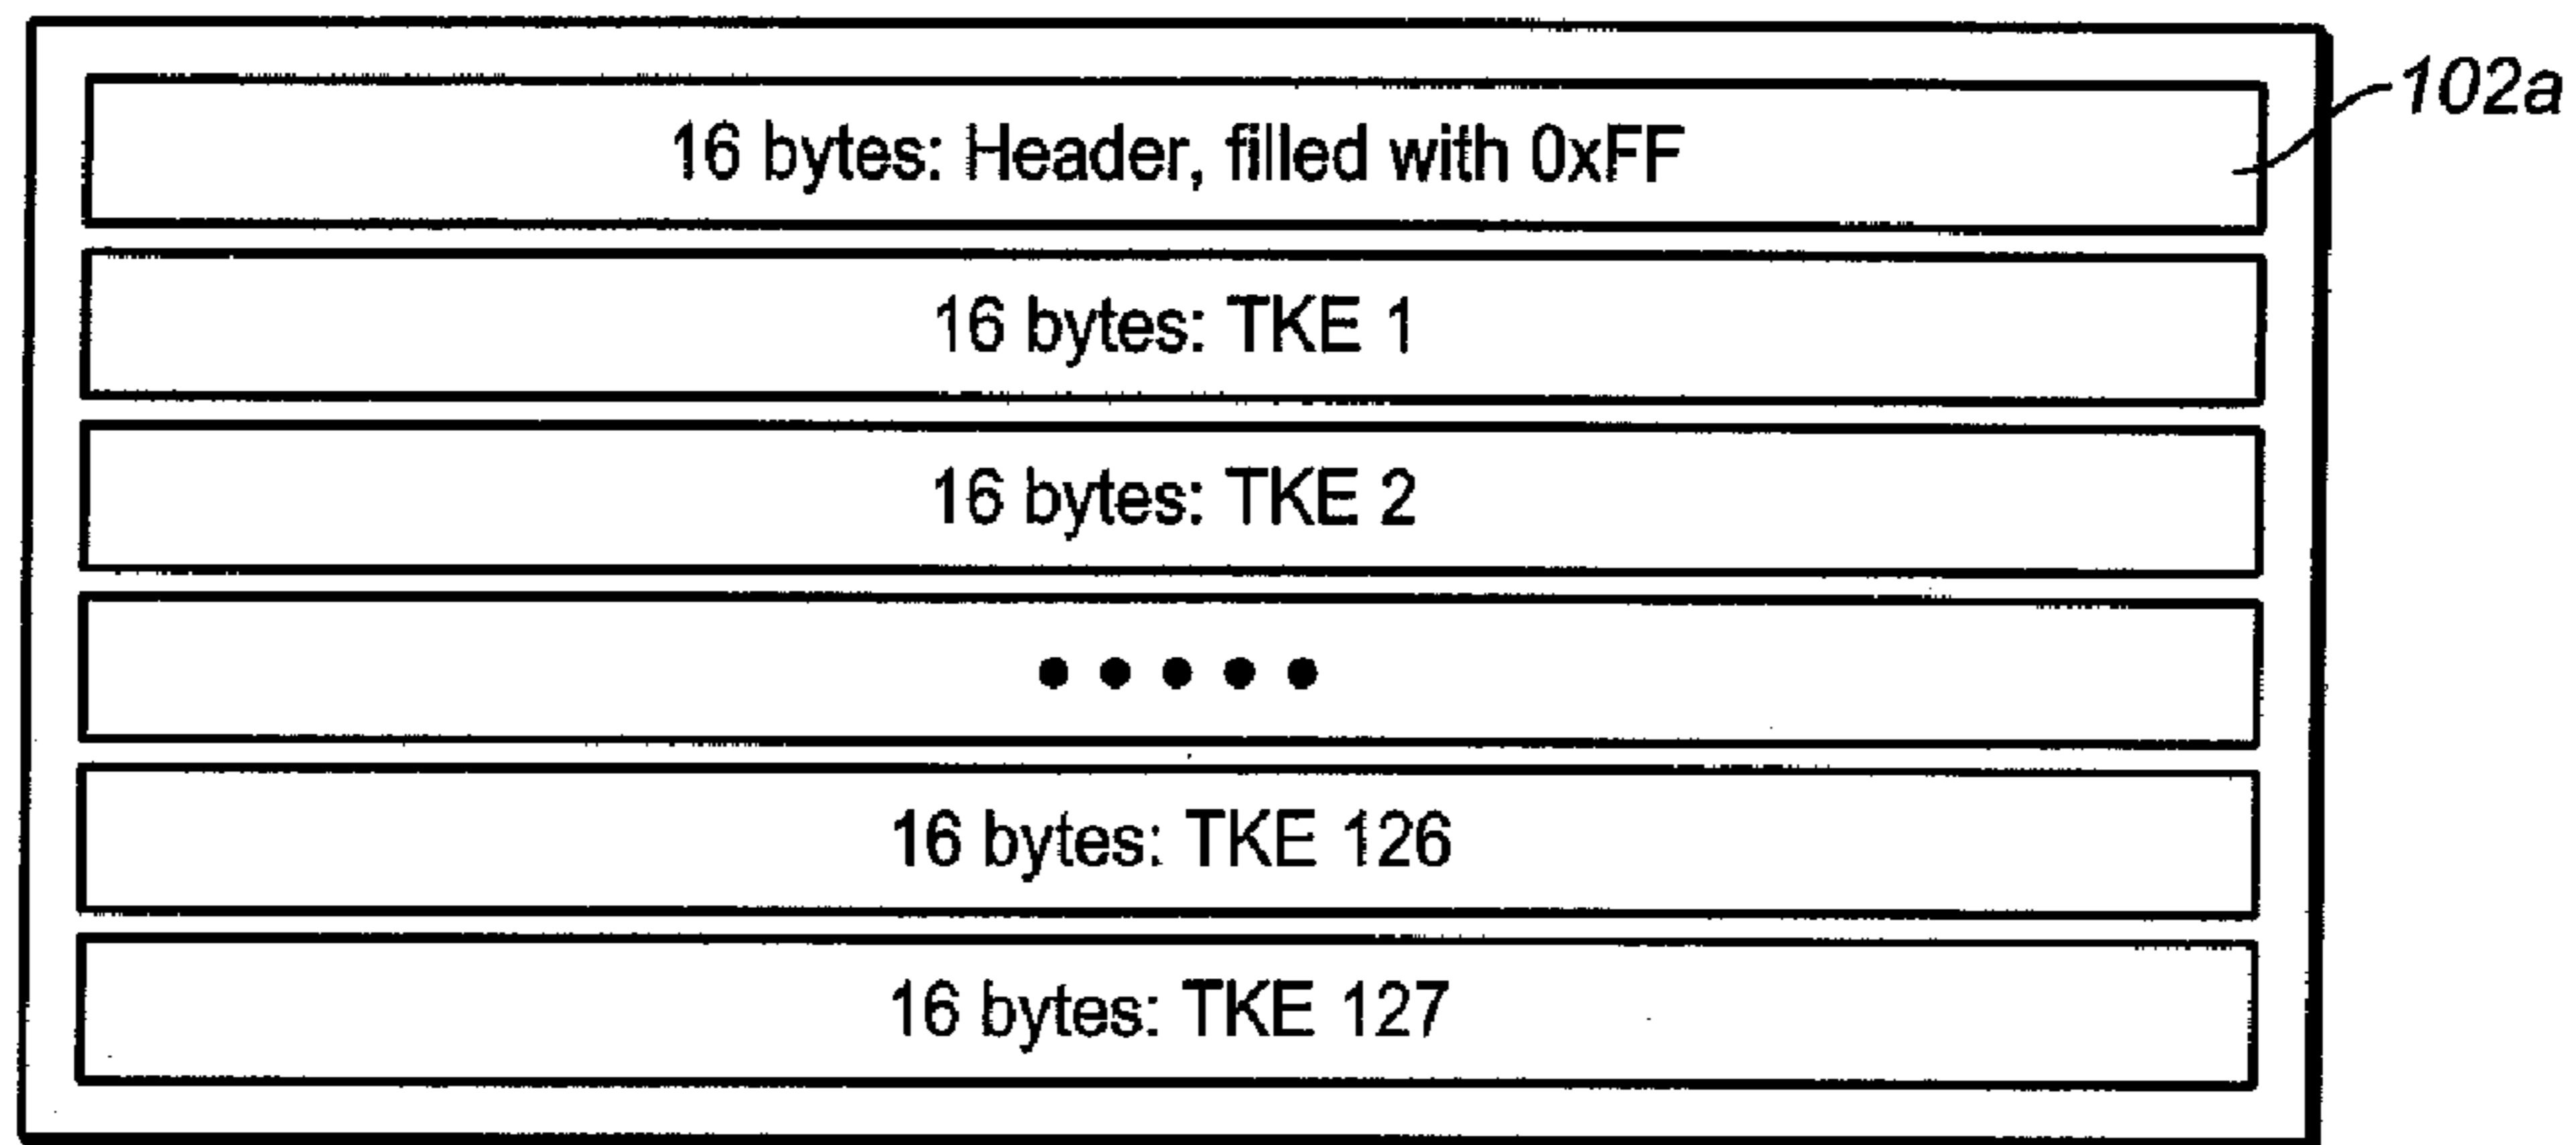 16 bytes: Header, filled with 0xFF
102a
16 bytes: TKE 1
16 bytes: TKE 2
•••••
16 bytes: TKE 126
16 bytes: TKE 127